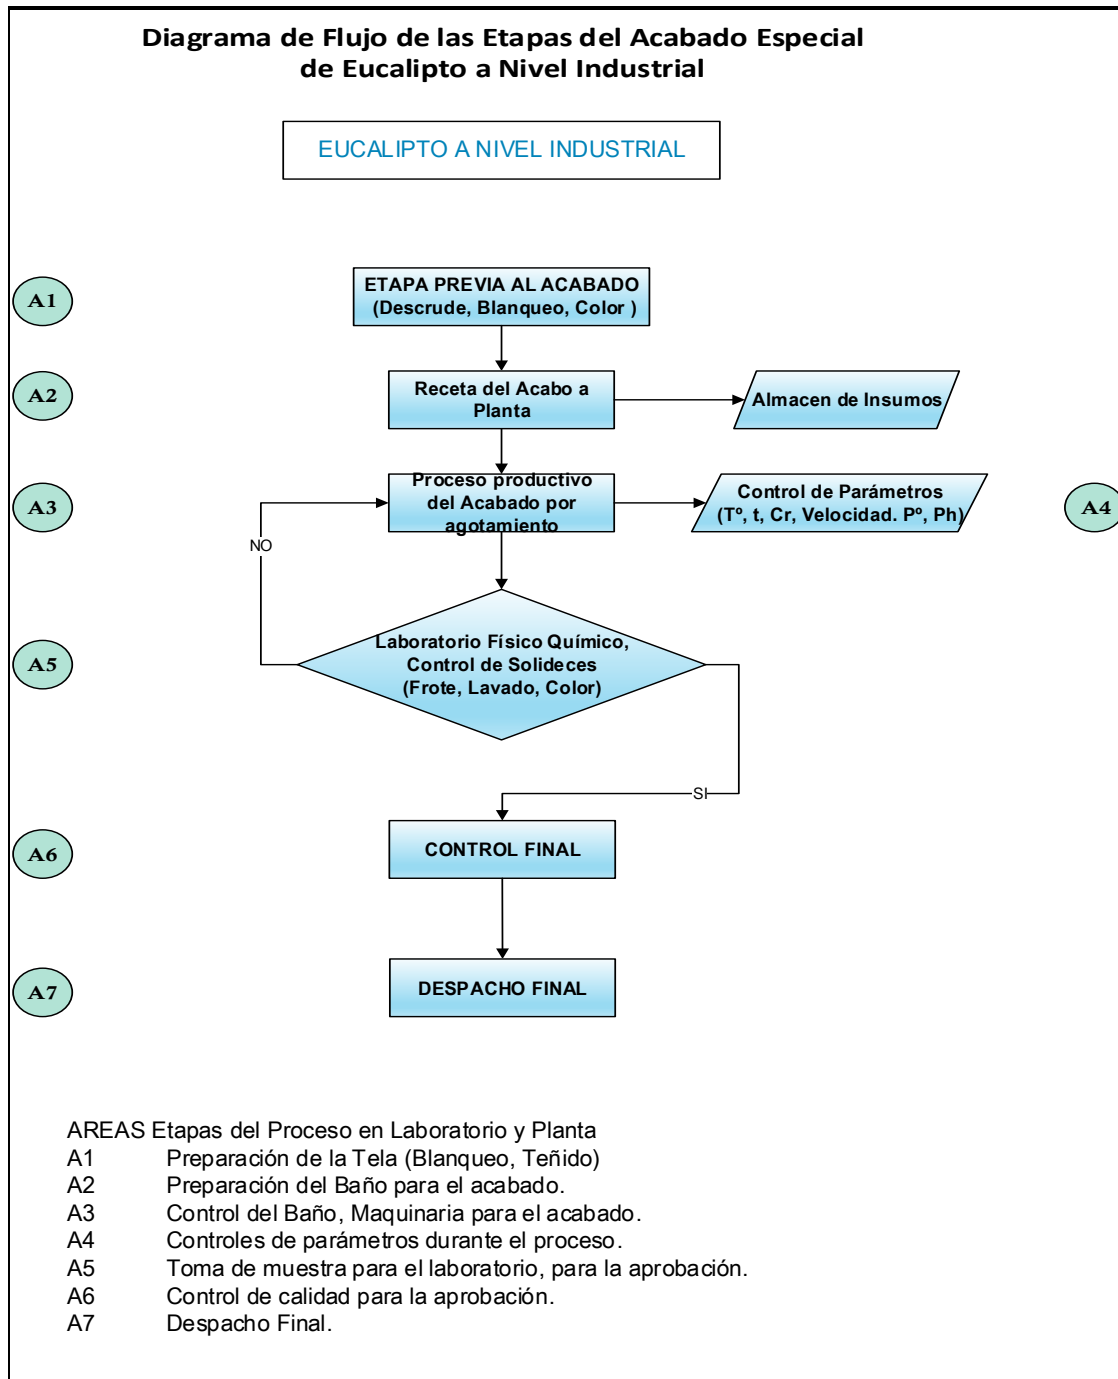 Diagrama de Flujo de las Etapas del Acabado Especial
de Eucalipto a Nivel Industrial
EUCALIPTO A NIVEL INDUSTRIAL
A1
ETAPA PREVIA AL ACABADO
(Descrude, Blanqueo, Color )
A2
Receta del Acabo a
Planta
Almacen de Insumos
A3
Proceso productivo
del Acabado por
agotamiento
Control de Parámetros
(Tº, t, Cr, Velocidad. Pº, Ph)
A4
NO
A5
Laboratorio Físico Químico,
Control de Solideces
(Frote, Lavado, Color)
SI
A6
CONTROL FINAL
A7
DESPACHO FINAL
AREAS Etapas del Proceso en Laboratorio y Planta
A1 Preparación de la Tela (Blanqueo, Teñido)
A2 Preparación del Baño para el acabado.
A3 Control del Baño, Maquinaria para el acabado.
A4 Controles de parámetros durante el proceso.
A5 Toma de muestra para el laboratorio, para la aprobación.
A6 Control de calidad para la aprobación.
A7 Despacho Final.